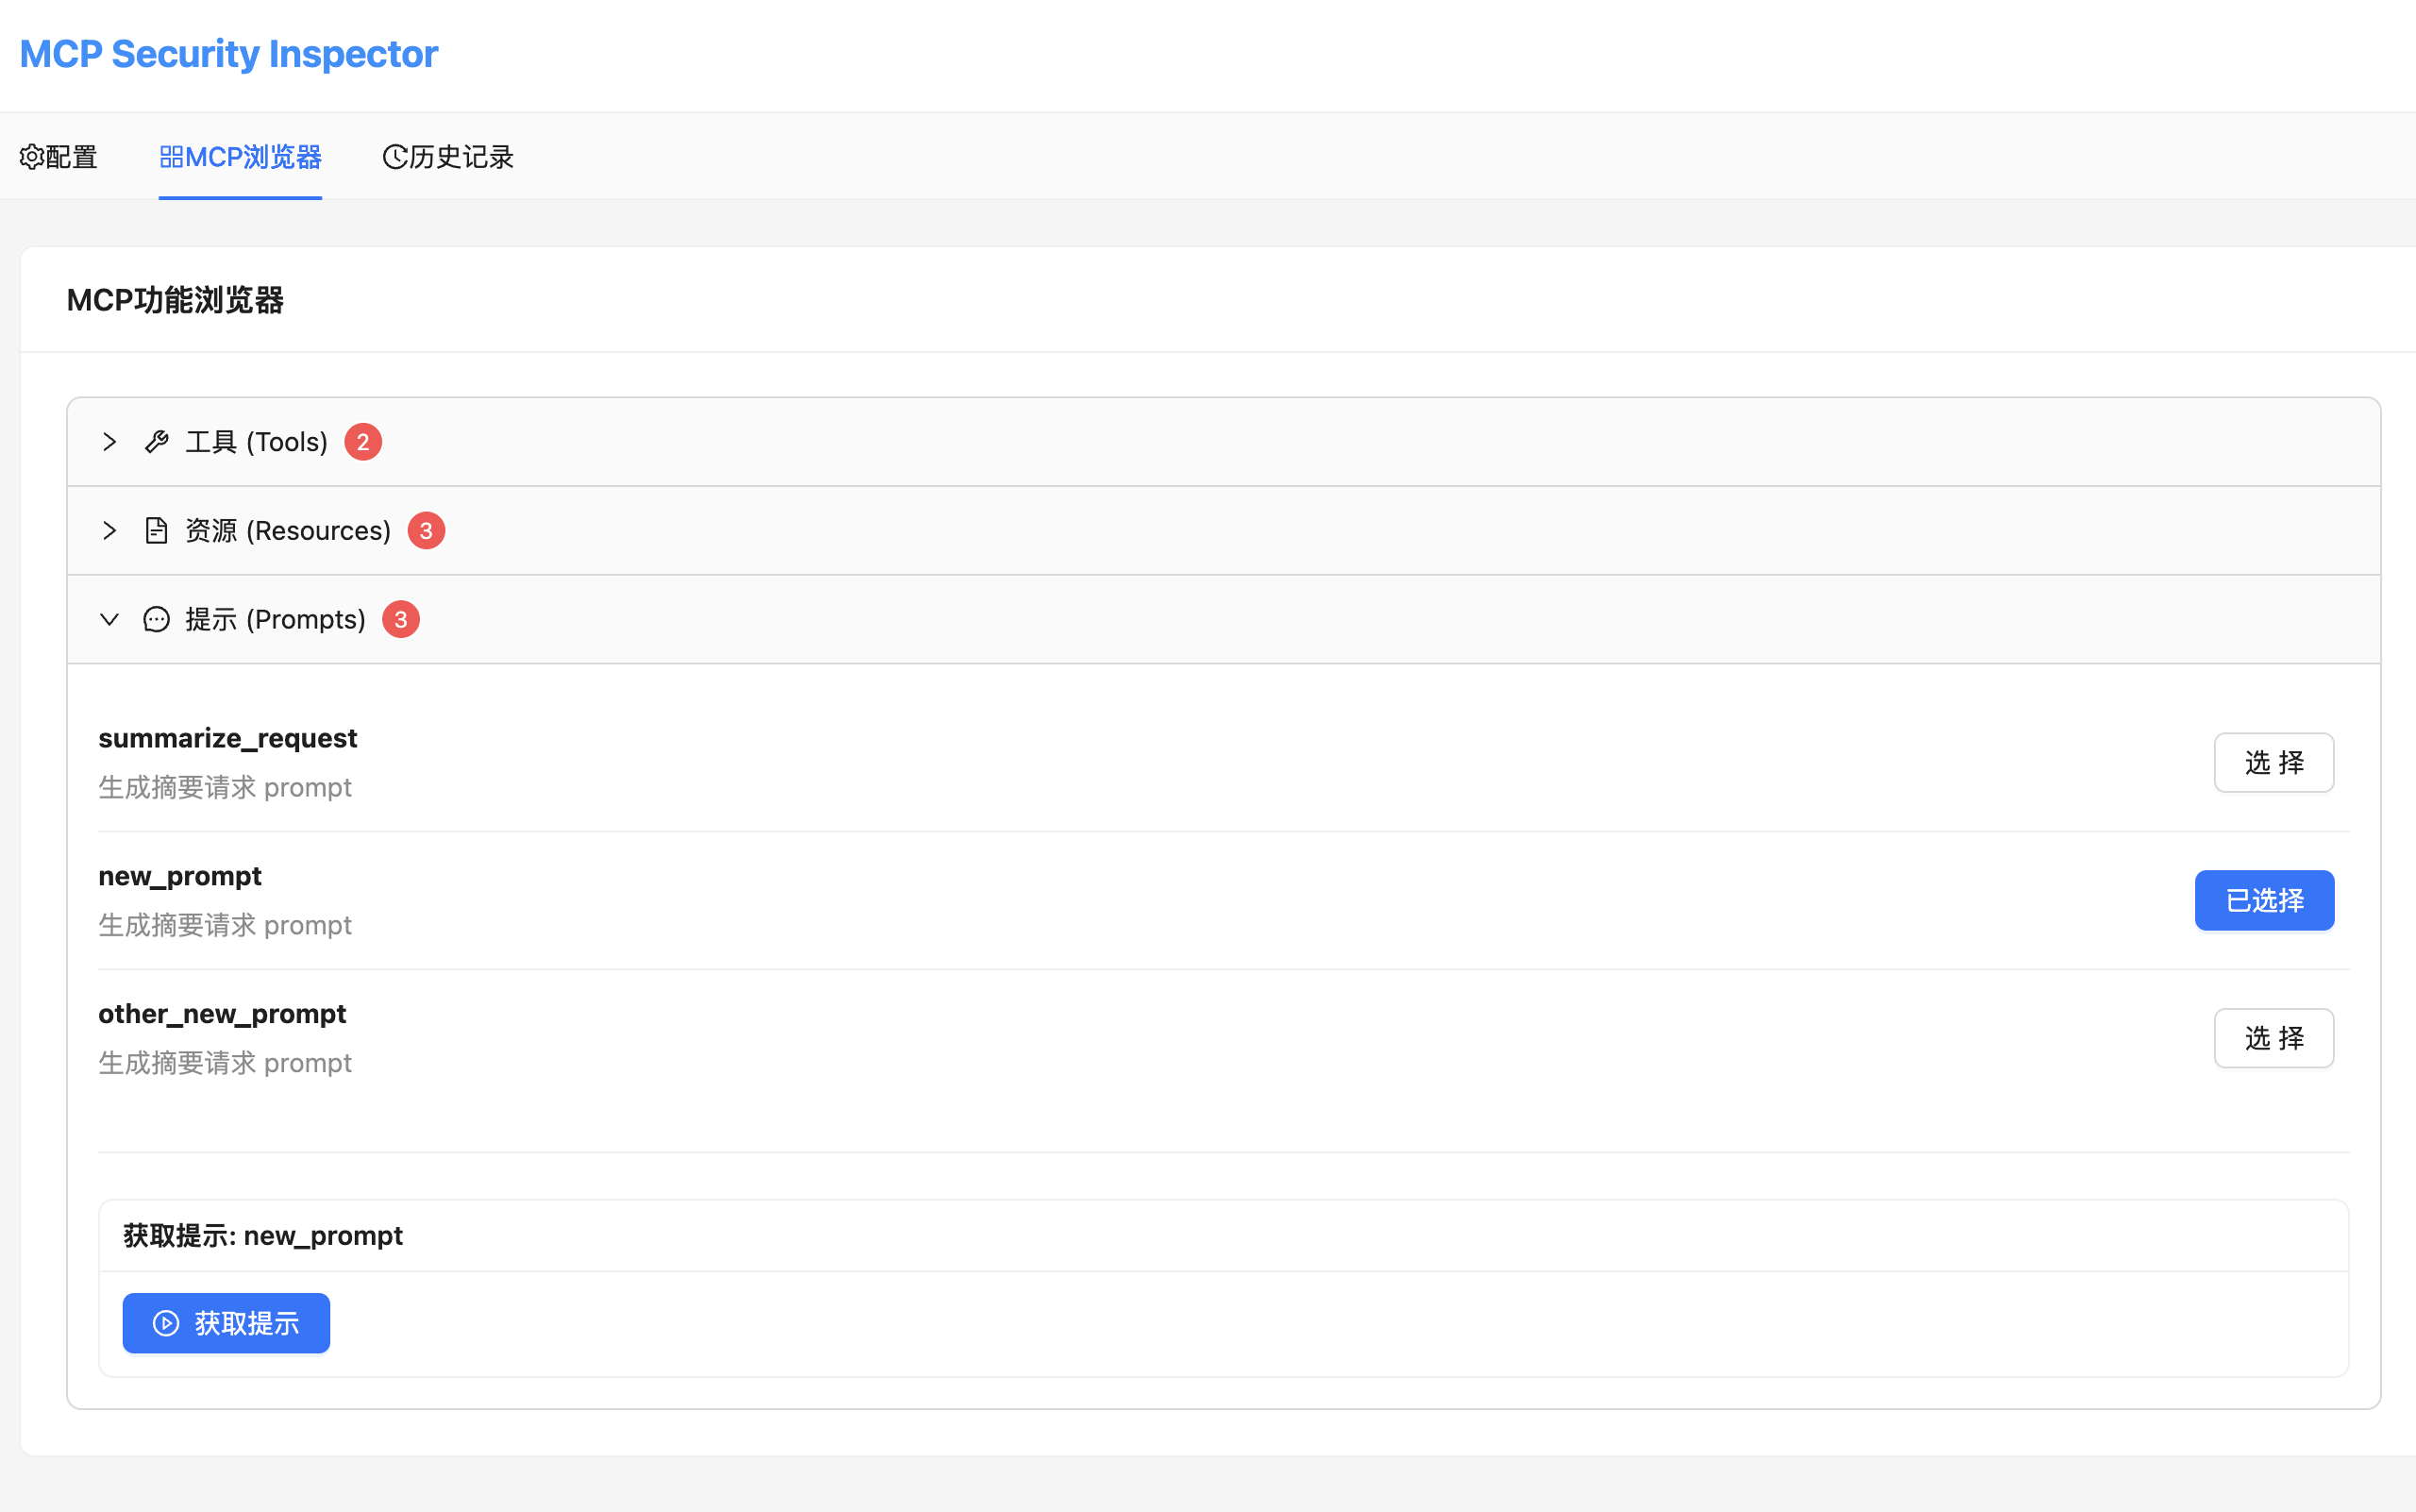 MCP Security Inspector
配置 MCP浏览器 历史记录
MCP功能浏览器
工具 (Tools) 2
资源 (Resources) 3
提示 (Prompts) 3
summarize_request
生成摘要请求 prompt
选 择
new_prompt
生成摘要请求 prompt
已选择
other_new_prompt
生成摘要请求 prompt
选 择
获取提示: new_prompt
获取提示